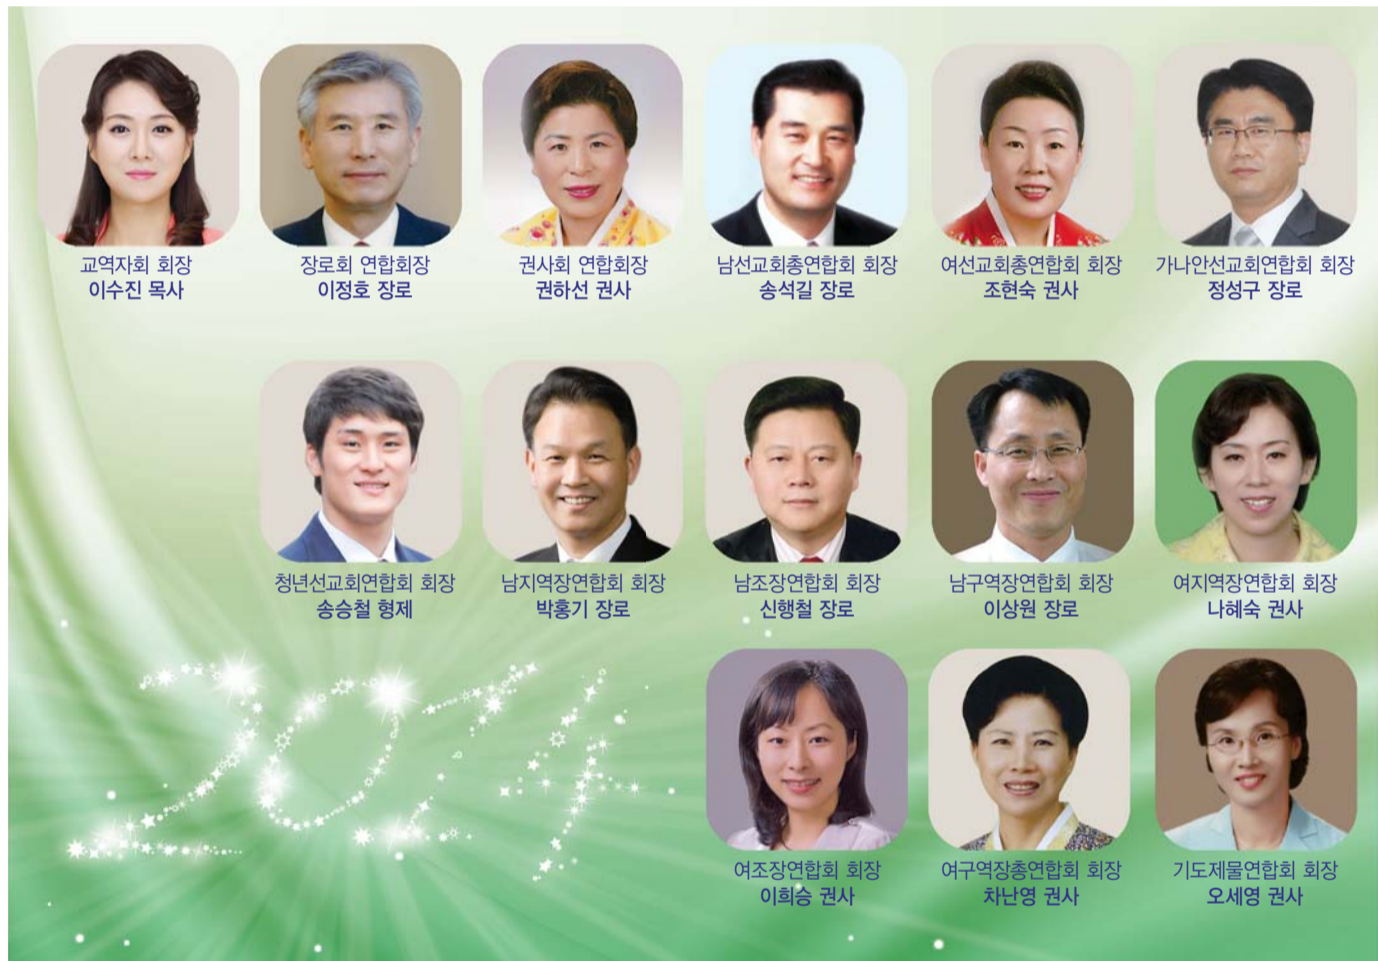 교역자회 회장
이수진 목사
장로회 연합회장
이정호 장로
권사회 연합회장
권하선 권사
남선교회총연합회 회장
송석길 장로
여선교회총연합회 회장
조현숙 권사
가나안선교회연합회 회장
정성구 장로
청년선교회연합회 회장
송승철 형제
남지역장연합회 회장
박홍기 장로
남조장연합회 회장
신행철 장로
남구역장연합회 회장
이상원 장로
여지역장연합회 회장
나혜숙 권사
2014
여조장연합회 회장
이희승 권사
여구역장총연합회 회장
차난영 권사
기도제물연합회 회장
오세영 권사